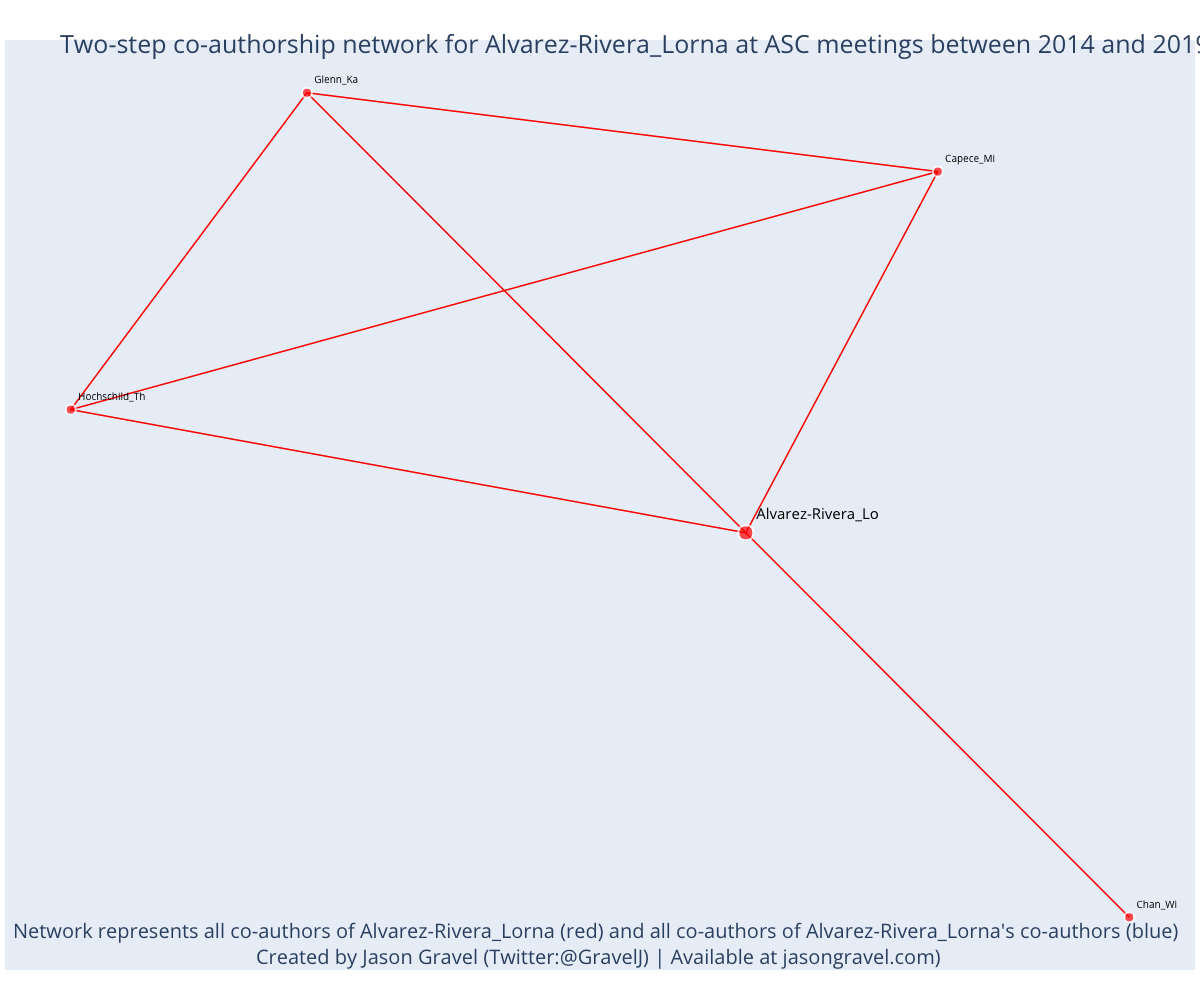 Two-step co-authorship network for Alvarez-Rivera_Lorna at ASC meetings between 2014 and 2019
Glenn_Ka
Capece_Mi
Hochschild_Th
Alvarez-Rivera_Lo
Chan_Wi
Network represents all co-authors of Alvarez-Rivera_Lorna (red) and all co-authors of Alvarez-Rivera_Lorna's co-authors (blue)
Created by Jason Gravel (Twitter:@GravelJ) | Available at jasongravel.com)